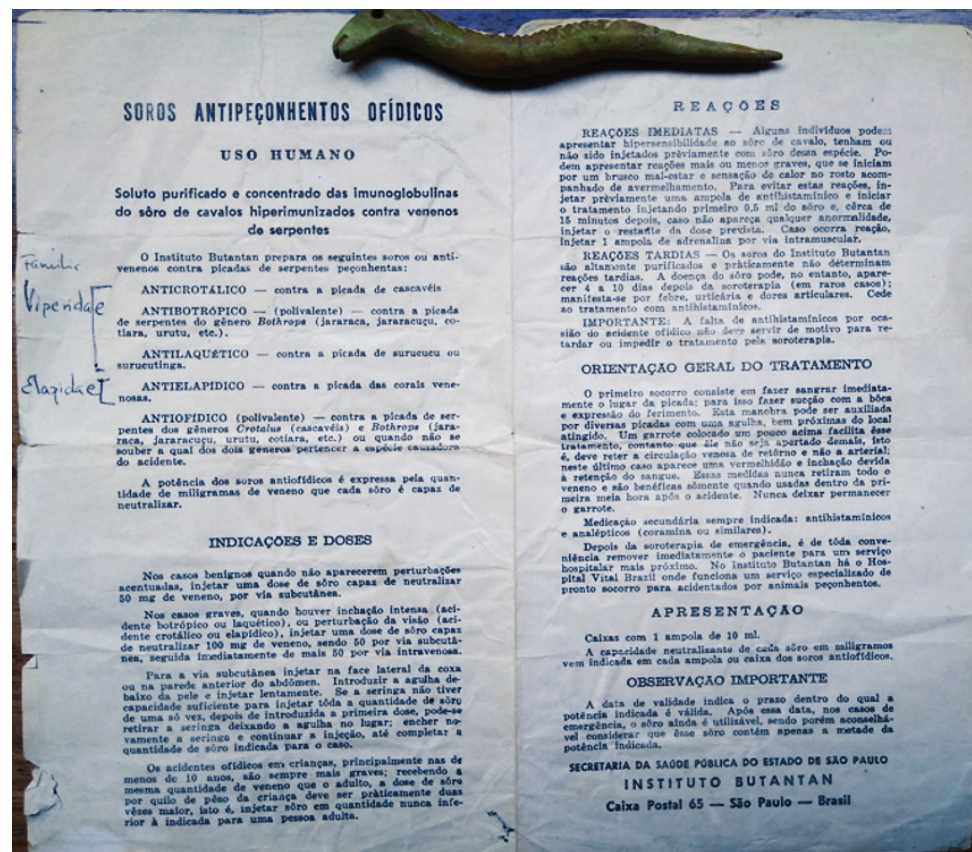 SOROS ANTIPEÇONHENTOS OFÍDICOS
USO HUMANO
Soluto purificado e concentrado das imunoglobulinas
do sôro de cavalos hiperimunizados contra venenos
de serpentes
O Instituto Butantan prepara os seguintes soros ou anti-
venenos contra picadas de serpentes peçonhentas:
Viperidae
ANTICROTÁLICO — contra a picada de cascavéis
ANTIBOTRÓPICO — (polivalente) — contra a picada
de serpentes do gênero Bothrops (jararaca, jararacuçu, co-
tiara, urutu, etc.).
ANTILAQUÉTICO — contra a picada de surucucu ou
surucutinga.
Elapidae
ANTIELAPÍDICO — contra a picada das corais vene-
nosas.
ANTIOFÍDICO (polivalente) — contra a picada de ser-
pentes dos gêneros Crotalus (cascavéis) e Bothrops (jara-
raca, jararacuçu, urutu, cotiara, etc.) ou quando não se
souber a qual dos dois gêneros pertencer a espécie causadora
do acidente.
A potência dos soros antiofídicos é expressa pela quan-
tidade de miligramas de veneno que cada sôro é capaz de
neutralizar.
INDICAÇÕES E DOSES
Nos casos benignos quando não aparecerem perturbações
acentuadas, injetar uma dose de sôro capaz de neutralizar
50 mg de veneno, por via subcutânea.
Nos casos graves, quando houver inchação intensa (aci-
dente botrópico ou laquético), ou perturbação da visão (aci-
dente crotálico ou elapídico), injetar uma dose de sôro capaz
de neutralizar 100 mg de veneno, sendo 50 por via subcutâ-
nea, seguida imediatamente de mais 50 por via intravenosa.
Para a via subcutânea injetar na face lateral da coxa
ou na parede anterior do abdômen. Introduzir a agulha de-
baixo da pele e injetar lentamente. Se a seringa não tiver
capacidade suficiente para injetar tôda a quantidade de sôro
de uma só vez, depois de introduzida a primeira dose, pode-se
retirar a seringa deixando a agulha no lugar; encher no-
vamente a seringa e continuar a injeção, até completar a
quantidade de sôro indicada para o caso.
Os acidentes ofídicos em crianças, principalmente nas de
menos de 10 anos, são sempre mais graves; recebendo a
mesma quantidade de veneno que o adulto, a dose de sôro
por quilo de pêso da criança deve ser pràticamente duas
vêzes maior, isto é, injetar sôro em quantidade nunca infe-
rior à indicada para uma pessoa adulta.
REAÇÕES
REAÇÕES IMEDIATAS — Alguns indivíduos podem
apresentar hipersensibilidade ao sôro de cavalo, tenham ou
não sido injetados prèviamente com sôro dessa espécie. Po-
dem apresentar reações mais ou menos graves, que se iniciam
por um brusco mal-estar e sensação de calor no rosto acom-
panhado de avermelhamento. Para evitar estas reações, in-
jetar prèviamente uma ampola de antihistamínico e iniciar
o tratamento injetando primeiro 0,5 ml do sôro e, cêrca de
15 minutos depois, caso não apareça qualquer anormalidade,
injetar o restante da dose prevista. Caso ocorra reação,
injetar 1 ampola de adrenalina por via intramuscular.
REAÇÕES TARDIAS — Os soros do Instituto Butantan
são altamente purificados e pràticamente não determinam
reações tardias. A doença do sôro pode, no entanto, apare-
cer 4 a 10 dias depois da soroterapia (em raros casos);
manifesta-se por febre, urticária e dores articulares. Cede
ao tratamento com antihistamínicos.
IMPORTANTE: A falta de antihistamínicos por oca-
sião do acidente ofídico não deve servir de motivo para re-
tardar ou impedir o tratamento pela soroterapia.
ORIENTAÇÃO GERAL DO TRATAMENTO
O primeiro socorro consiste em fazer sangrar imediata-
mente o lugar da picada; para isso fazer sucção com a bôca
e expressão do ferimento. Esta manobra pode ser auxiliada
por diversas picadas com uma agulha, bem próximas do local
atingido. Um garrote colocado um pouco acima facilita êsse
tratamento, contanto que êle não seja apertado demais, isto
é, deve reter a circulação venosa de retôrno e não a arterial;
neste último caso aparece uma vermelhidão e inchação devida
à retenção do sangue. Essas medidas nunca retiram todo o
veneno e são benéficas sòmente quando usadas dentro da pri-
meira meia hora após o acidente. Nunca deixar permanecer
o garrote.
Medicação secundária sempre indicada: antihistamínicos
e analépticos (coramina ou similares).
Depois da soroterapia de emergência, é de tôda conve-
niência remover imediatamente o paciente para um serviço
hospitalar mais próximo. No Instituto Butantan há o Hos-
pital Vital Brazil onde funciona um serviço especializado de
pronto socorro para acidentados por animais peçonhentos.
APRESENTAÇÃO
Caixas com 1 ampola de 10 ml.
A capacidade neutralizante de cada sôro em miligramos
vem indicada em cada ampola ou caixa dos soros antiofídicos.
OBSERVAÇÃO IMPORTANTE
A data de validade indica o prazo dentro do qual a
potência indicada é válida. Após essa data, nos casos de
emergência, o sôro ainda é utilisável, sendo porém aconselhá-
vel considerar que êsse sôro contém apenas a metade da
potência indicada.
SECRETARIA DA SAÚDE PÚBLICA DO ESTADO DE SÃO PAULO
INSTITUTO BUTANTAN
Caixa Postal 65 — São Paulo — Brasil